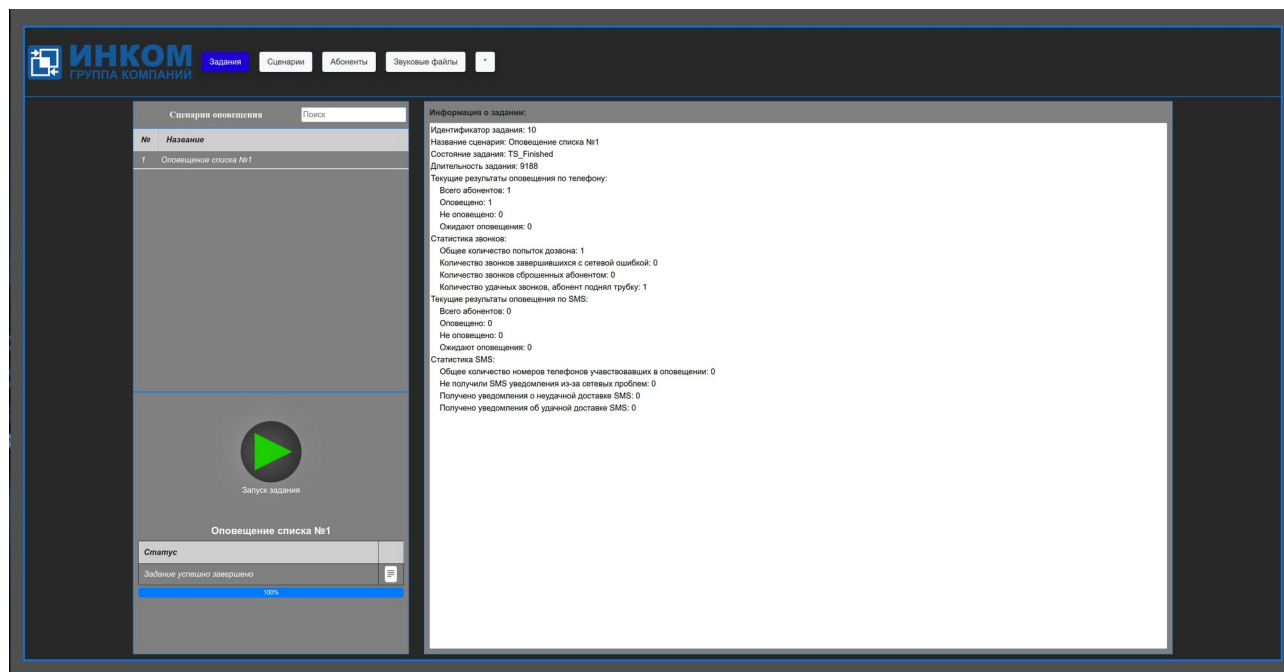 ИНКОМ
ГРУППА КОМПАНИЙ
Задания Сценарии Абоненты Звуковые файлы *
Сценарии оповещения Поиск
№ Название
1 Оповещение списка №1
Запуск задания
Оповещение списка №1
Статус
Задание успешно завершено
100%
Информация о задании:
Идентификатор задания: 10
Название сценария: Оповещение списка №1
Состояние задания: TS_Finished
Длительность задания: 9188
Текущие результаты оповещения по телефону:
Всего абонентов: 1
Оповещено: 1
Не оповещено: 0
Ожидают оповещения: 0
Статистика звонков:
Общее количество попыток дозвона: 1
Количество звонков завершившихся с сетевой ошибкой: 0
Количество звонков сброшенных абонентом: 0
Количество удачных звонков, абонент поднял трубку: 1
Текущие результаты оповещения по SMS:
Всего абонентов: 0
Оповещено: 0
Не оповещено: 0
Ожидают оповещения: 0
Статистика SMS:
Общее количество номеров телефонов учавствовавших в оповещении: 0
Не получили SMS уведомления из-за сетевых проблем: 0
Получено уведомления о неудачной доставке SMS: 0
Получено уведомления об удачной доставке SMS: 0